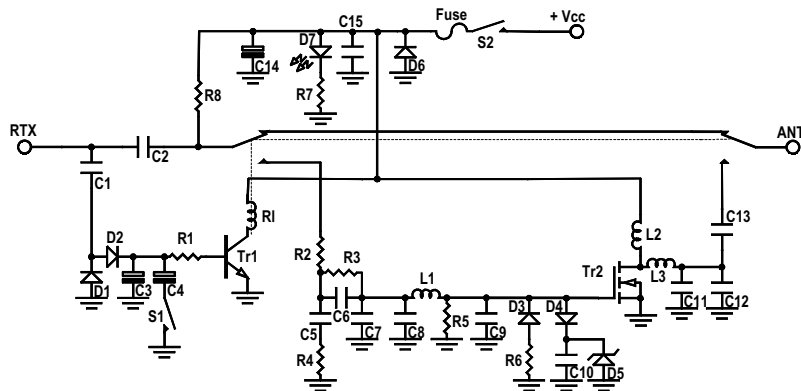 Fuse
+ Vcc
D7
C15
S2
C14
D6
R8
R7
RTX
ANT
C2
C1
RI
C13
D2
R1
Tr1
R2
R3
L2
L1
Tr2
L3
D1
C3
C4
S1
C5
C6
C7
C8
R5
C9
D3
D4
C11
C12
R4
R6
C10
D5